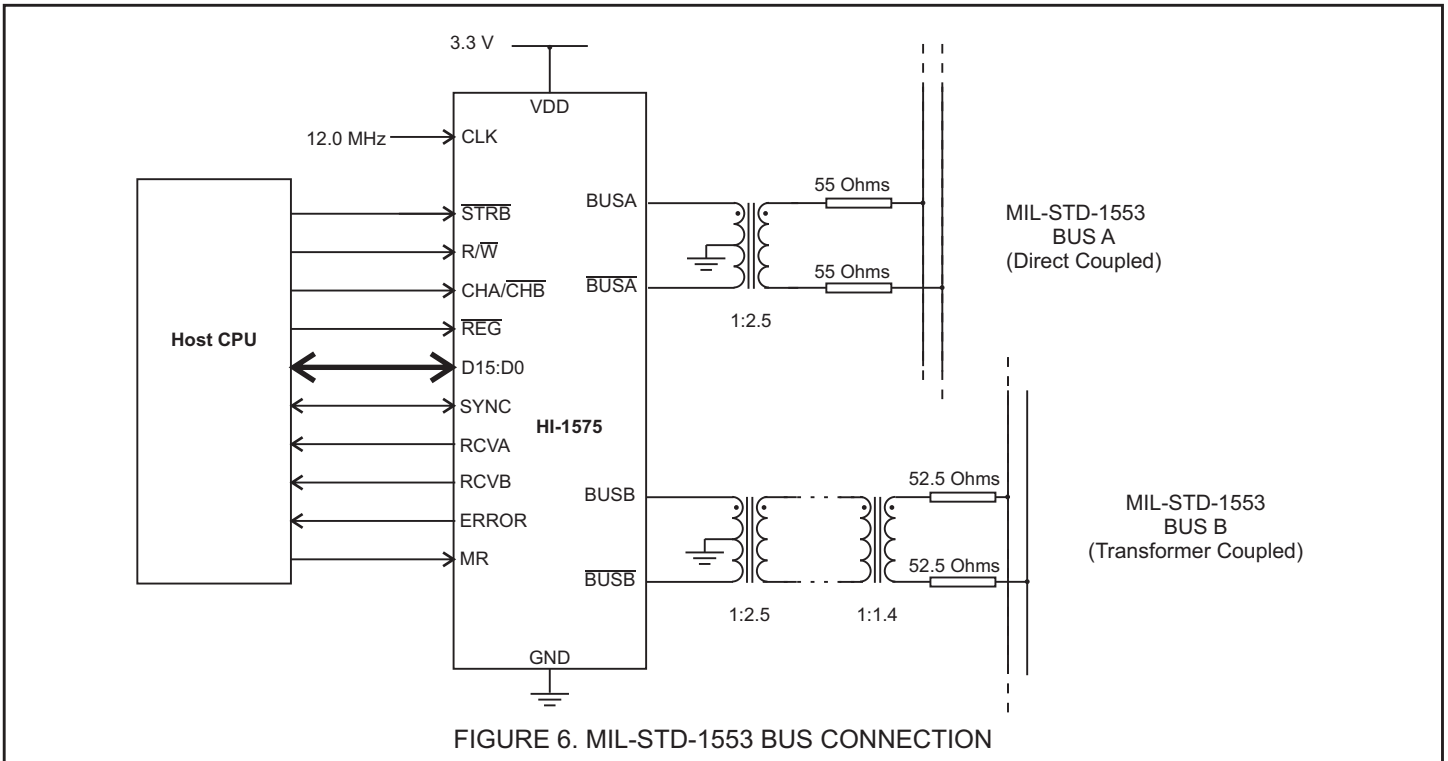 3.3 V
VDD
12.0 MHz
CLK
STRB
R/W
CHA/CHB
REG
D15:D0
SYNC
RCVA
RCVB
ERROR
MR
Host CPU
HI-1575
GND
BUSA
BUSA
1:2.5
55 Ohms
55 Ohms
MIL-STD-1553
BUS A
(Direct Coupled)
BUSB
BUSB
1:2.5
1:1.4
52.5 Ohms
52.5 Ohms
MIL-STD-1553
BUS B
(Transformer Coupled)
FIGURE 6. MIL-STD-1553 BUS CONNECTION